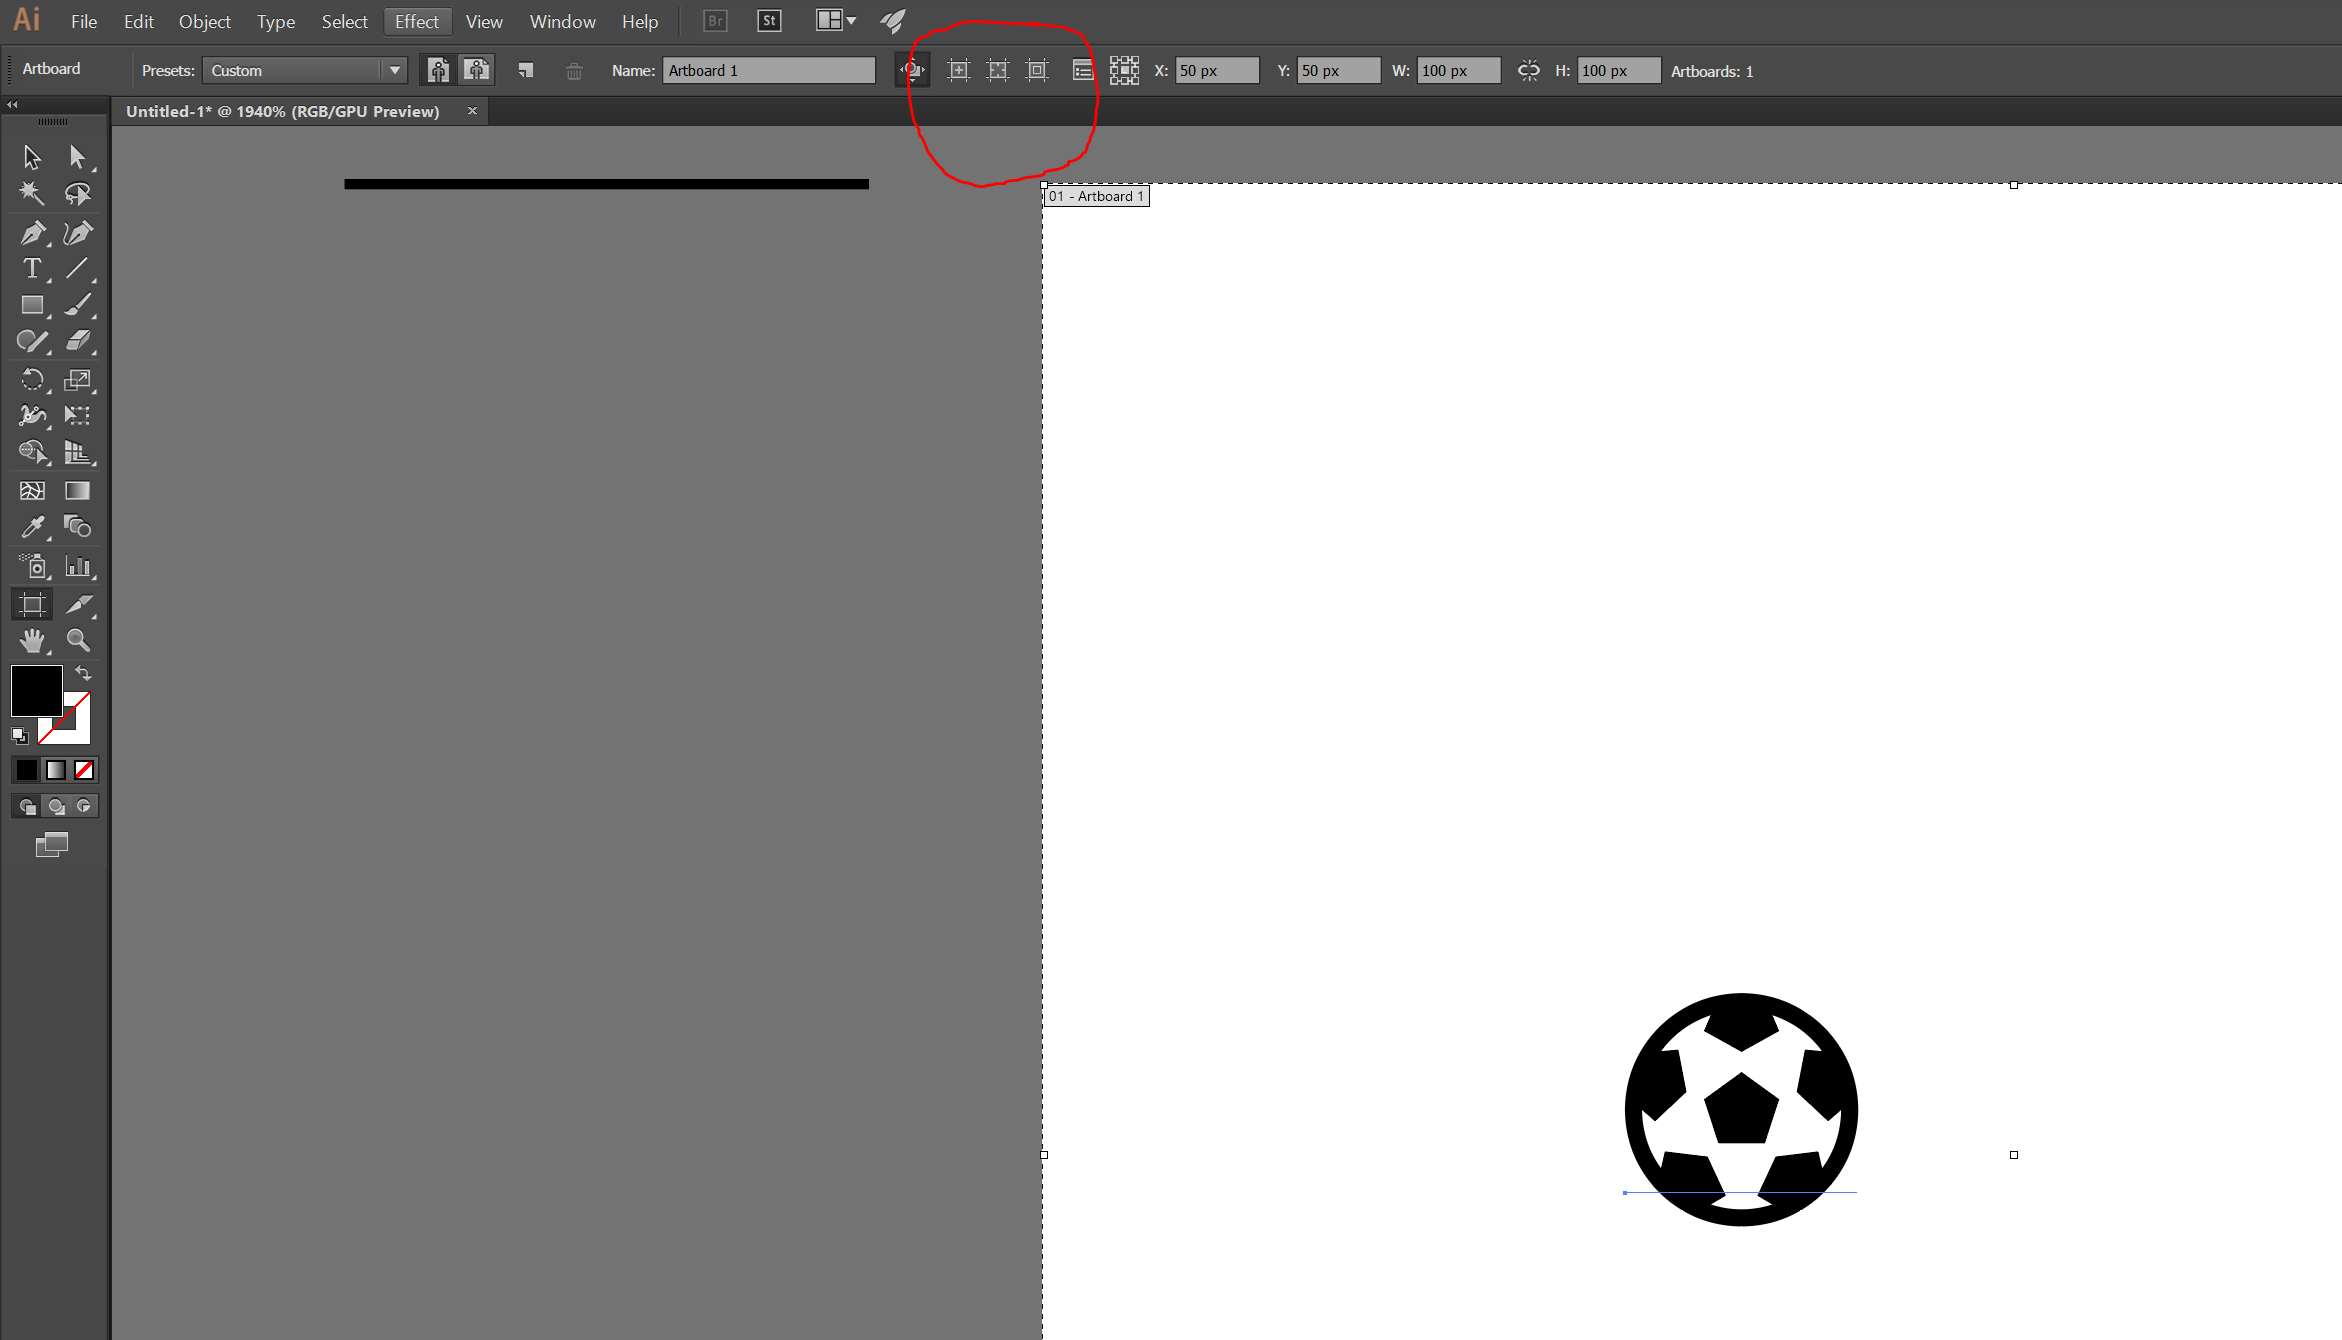 Ai File Edit Object Type Select Effect View Window Help Br St
Artboard Presets: Custom Name: Artboard 1 X: 50 px Y: 50 px W: 100 px H: 100 px Artboards: 1
Untitled-1* @ 1940% (RGB/GPU Preview) ×
01 - Artboard 1
T